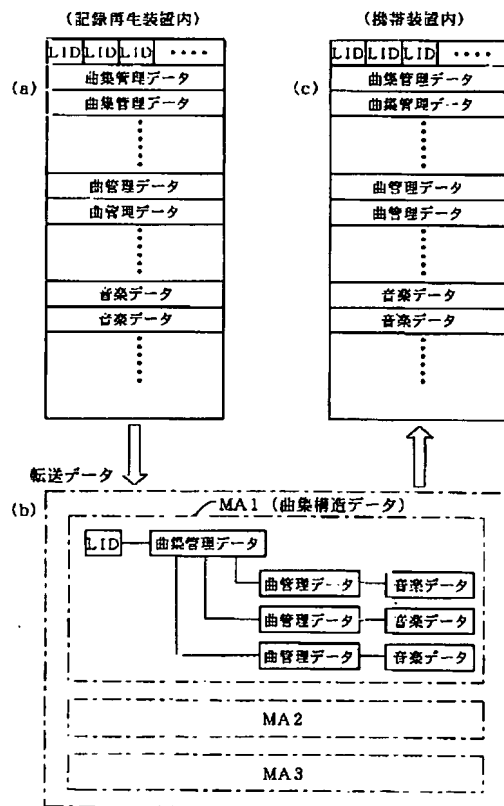 (記録再生装置内)
(a)
LID LID LID ････
曲集管理データ
曲集管理データ
曲管理データ
曲管理データ
音楽データ
音楽データ
(携帯装置内)
(c)
LID LID LID ････
曲集管理データ
曲集管理データ
曲管理データ
曲管理データ
音楽データ
音楽データ
転送データ
(b)
MA1(曲集構造データ)
LID 曲集管理データ
曲管理データ 音楽データ
曲管理データ 音楽データ
曲管理データ 音楽データ
MA2
MA3